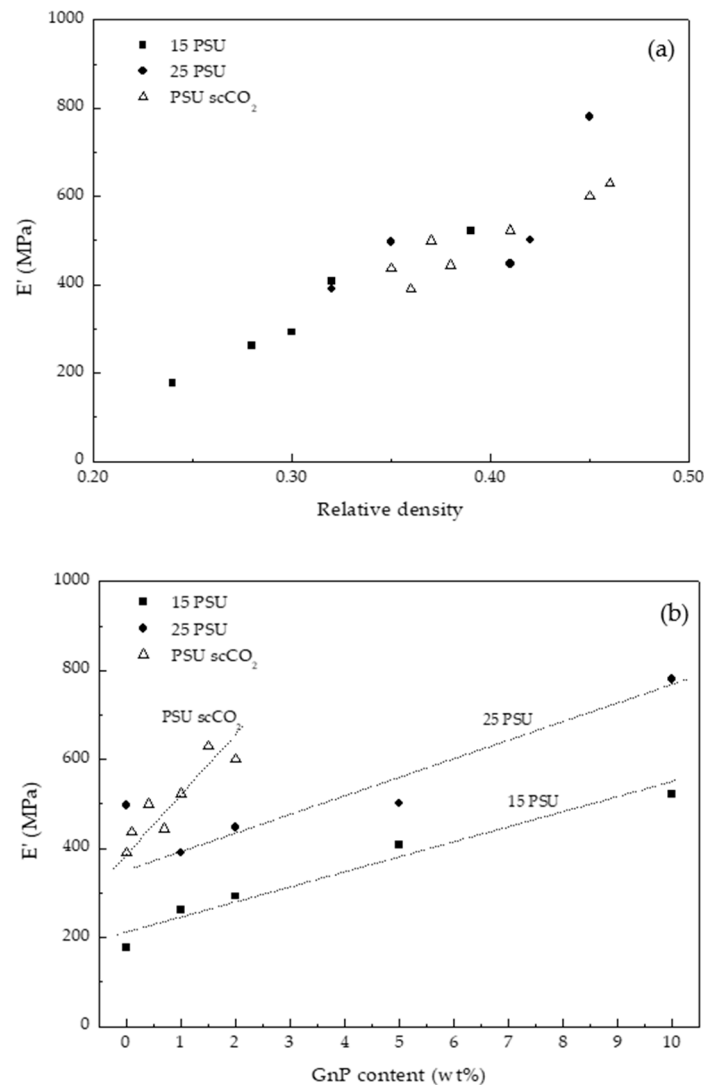 1000
800
600
400
200
0
E' (MPa)
15 PSU
25 PSU
PSU scCO₂
(a)
0.20 0.30 0.40 0.50
Relative density
1000
800
600
400
200
0
E' (MPa)
15 PSU
25 PSU
PSU scCO₂
(b)
PSU scCO₂
25 PSU
15 PSU
0 1 2 3 4 5 6 7 8 9 10
GnP content (wt%)